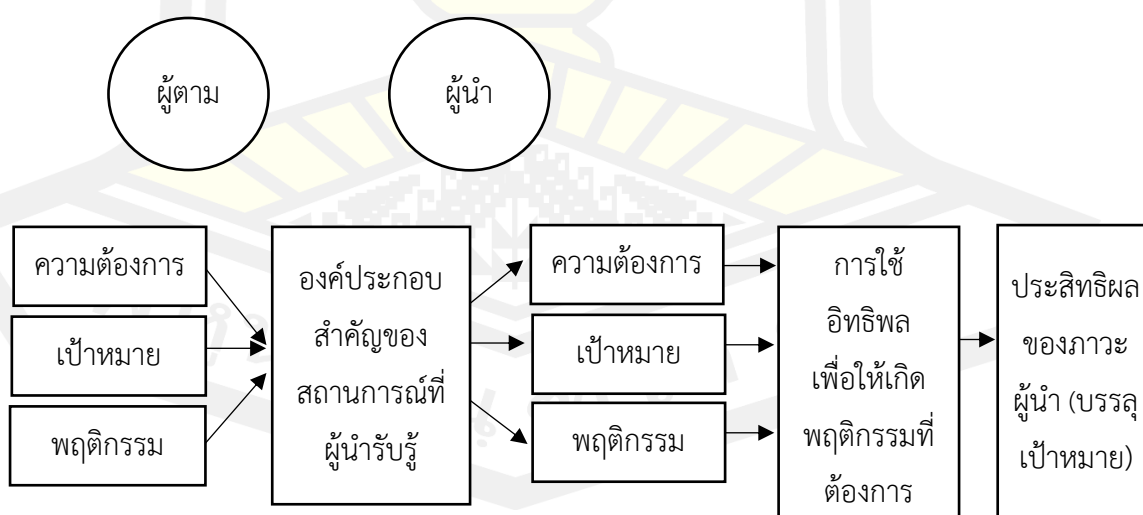 ผู้ตาม
ผู้นำ
ความต้องการ
เป้าหมาย
พฤติกรรม
องค์ประกอบ
สำคัญของ
สถานการณ์ที่
ผู้นำรับรู้
ความต้องการ
เป้าหมาย
พฤติกรรม
การใช้
อิทธิพล
เพื่อให้เกิด
พฤติกรรมที่
ต้องการ
ประสิทธิผล
ของภาวะ
ผู้นำ (บรรลุ
เป้าหมาย)